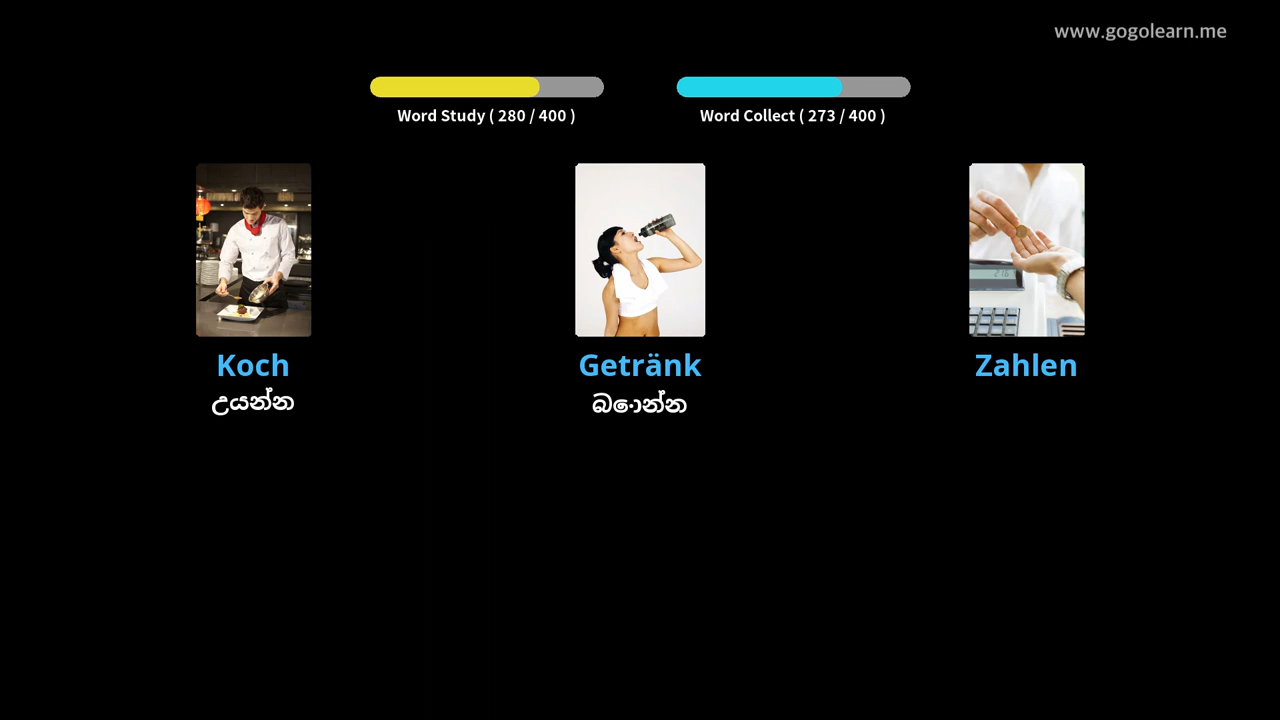 www.gogolearn.me
Word Study ( 280 / 400 )
Word Collect ( 273 / 400 )
Koch
Getränk
Zahlen
උයන්න
බොන්න